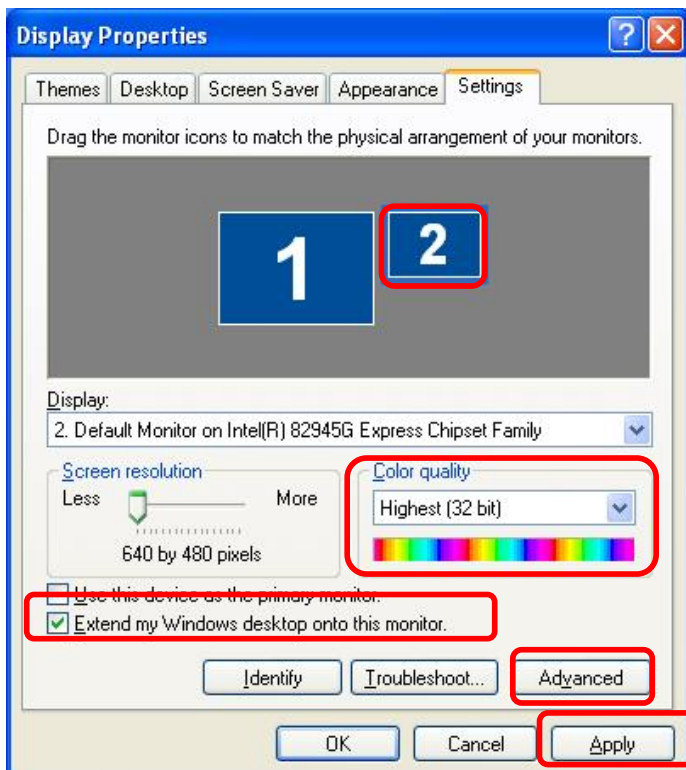 Display Properties
?
X
Themes Desktop Screen Saver Appearance Settings
Drag the monitor icons to match the physical arrangement of your monitors.
1 2
Display:
2. Default Monitor on Intel(R) 82945G Express Chipset Family
Screen resolution
Less More
640 by 480 pixels
Color quality
Highest (32 bit)
Use this device as the primary monitor.
Extend my Windows desktop onto this monitor.
Identify Troubleshoot... Advanced
OK Cancel Apply